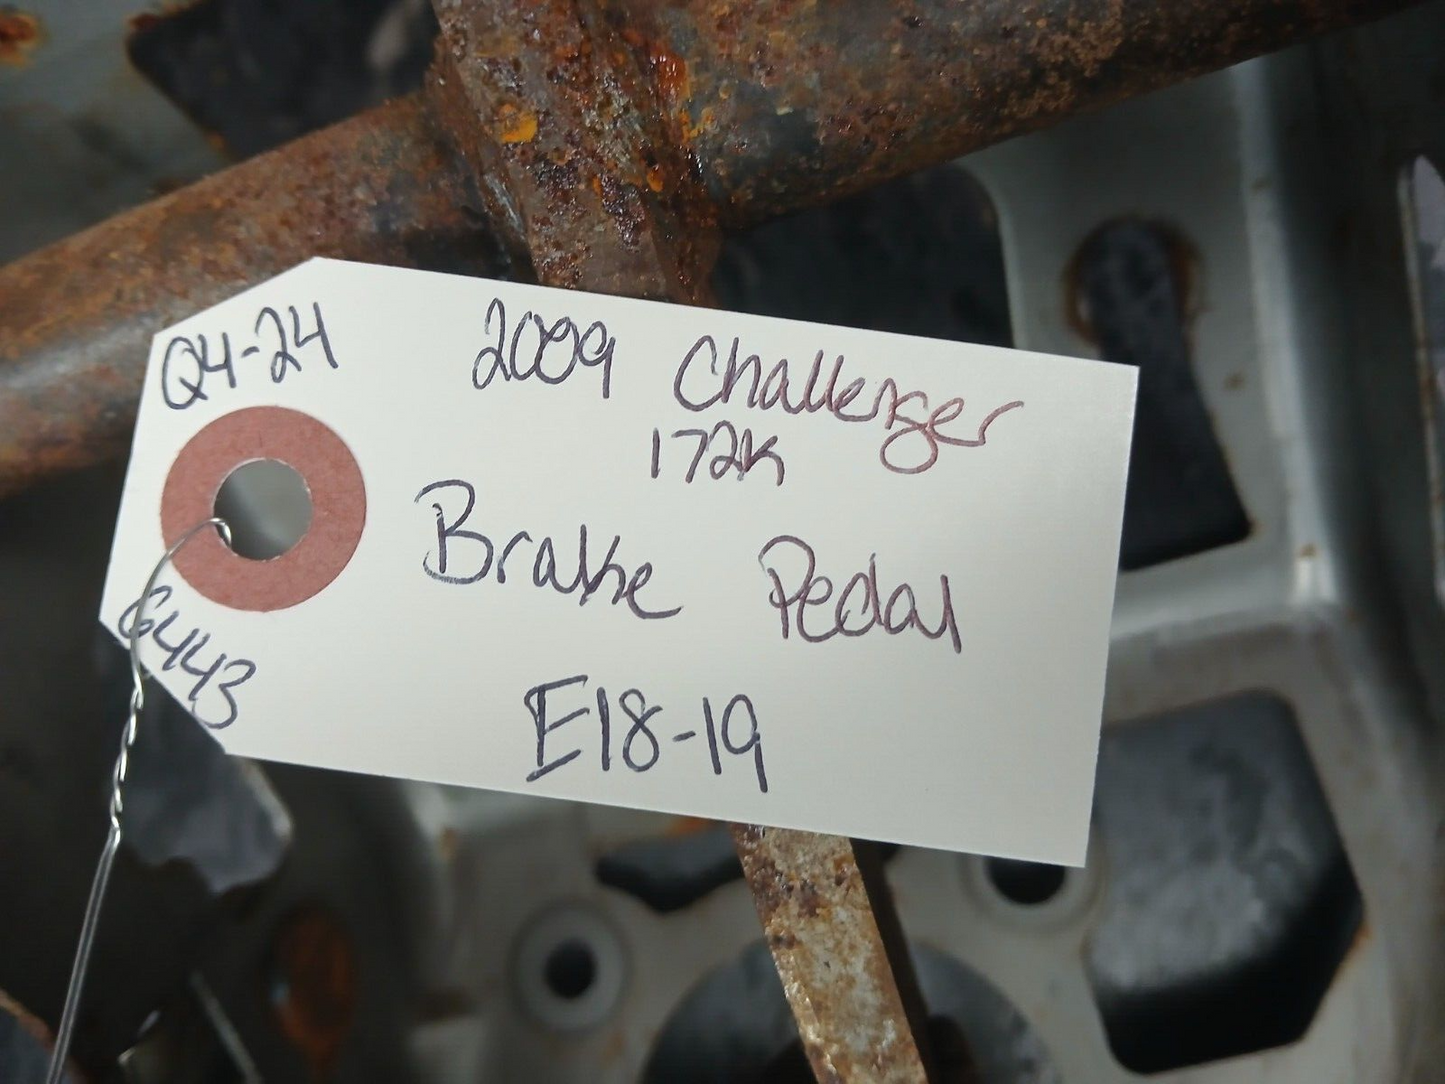 Q4-24
2009 Challenger
172K
Brake Pedal
6443
E18-19